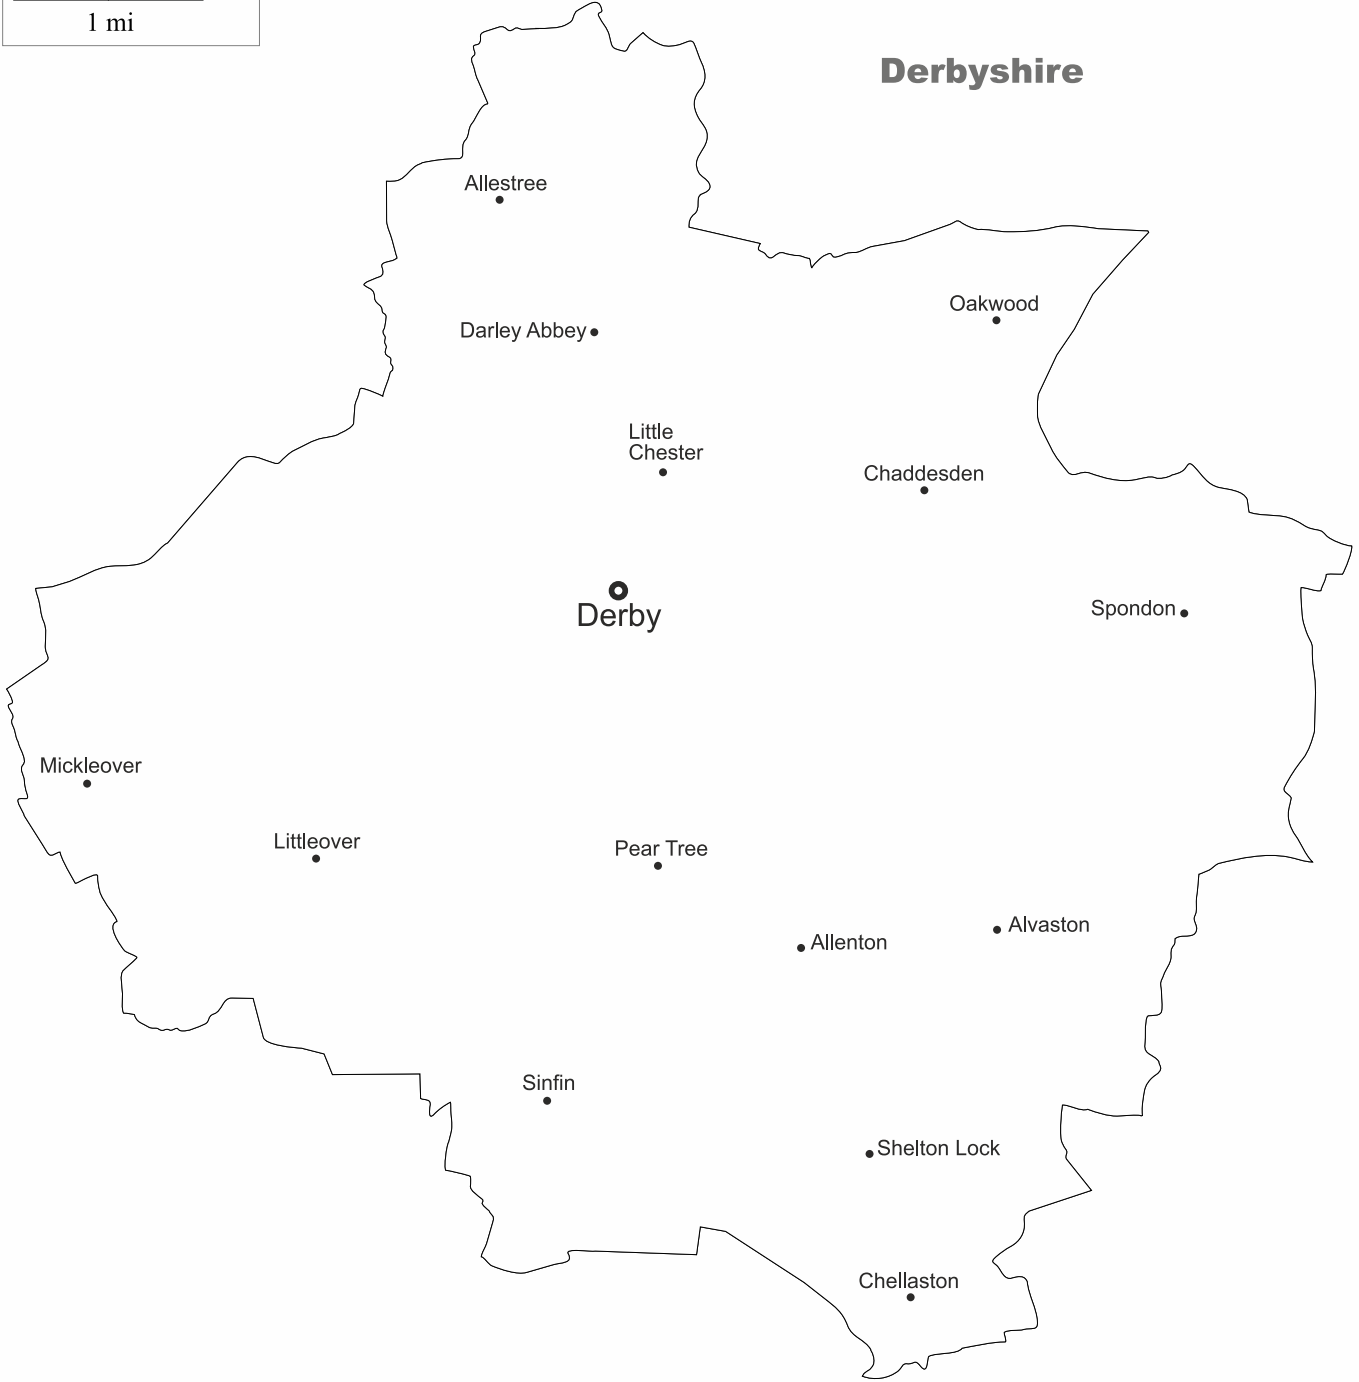 1 mi
Derbyshire
Allestree
Oakwood
Darley Abbey
Little
Chester
Chaddesden
Derby
Spondon
Mickleover
Littleover
Pear Tree
Alvaston
Allenton
Sinfin
Shelton Lock
Chellaston